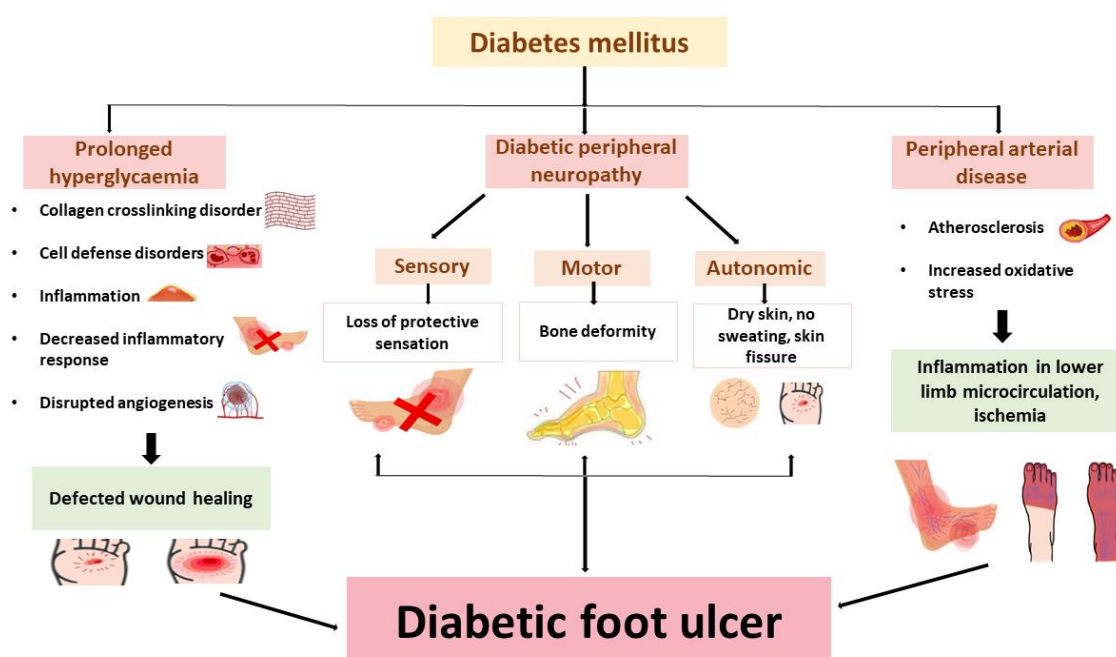 Diabetes mellitus
Prolonged
hyperglycaemia
• Collagen crosslinking disorder
• Cell defense disorders
• Inflammation
• Decreased inflammatory
response
• Disrupted angiogenesis
Defected wound healing
Diabetic peripheral
neuropathy
Sensory
Loss of protective
sensation
Motor
Bone deformity
Autonomic
Dry skin, no
sweating, skin
fissure
Peripheral arterial
disease
• Atherosclerosis
• Increased oxidative
stress
Inflammation in lower
limb microcirculation,
ischemia
Diabetic foot ulcer